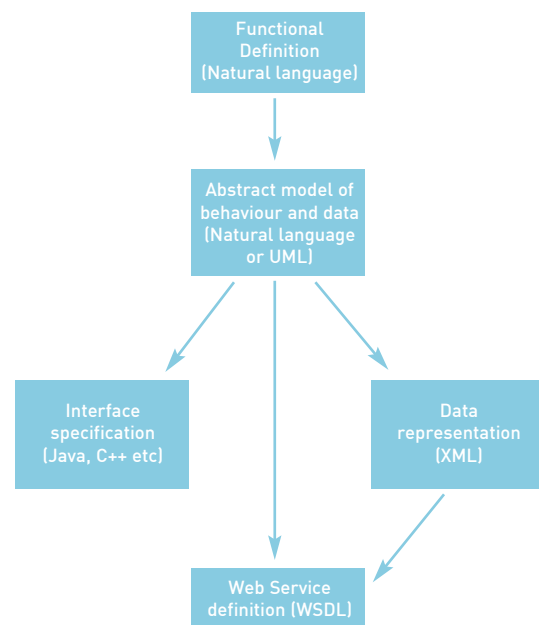 Functional
Definition
(Natural language)
Abstract model of
behaviour and data
(Natural language
or UML)
Interface
specification
(Java, C++ etc)
Data
representation
(XML)
Web Service
definition (WSDL)